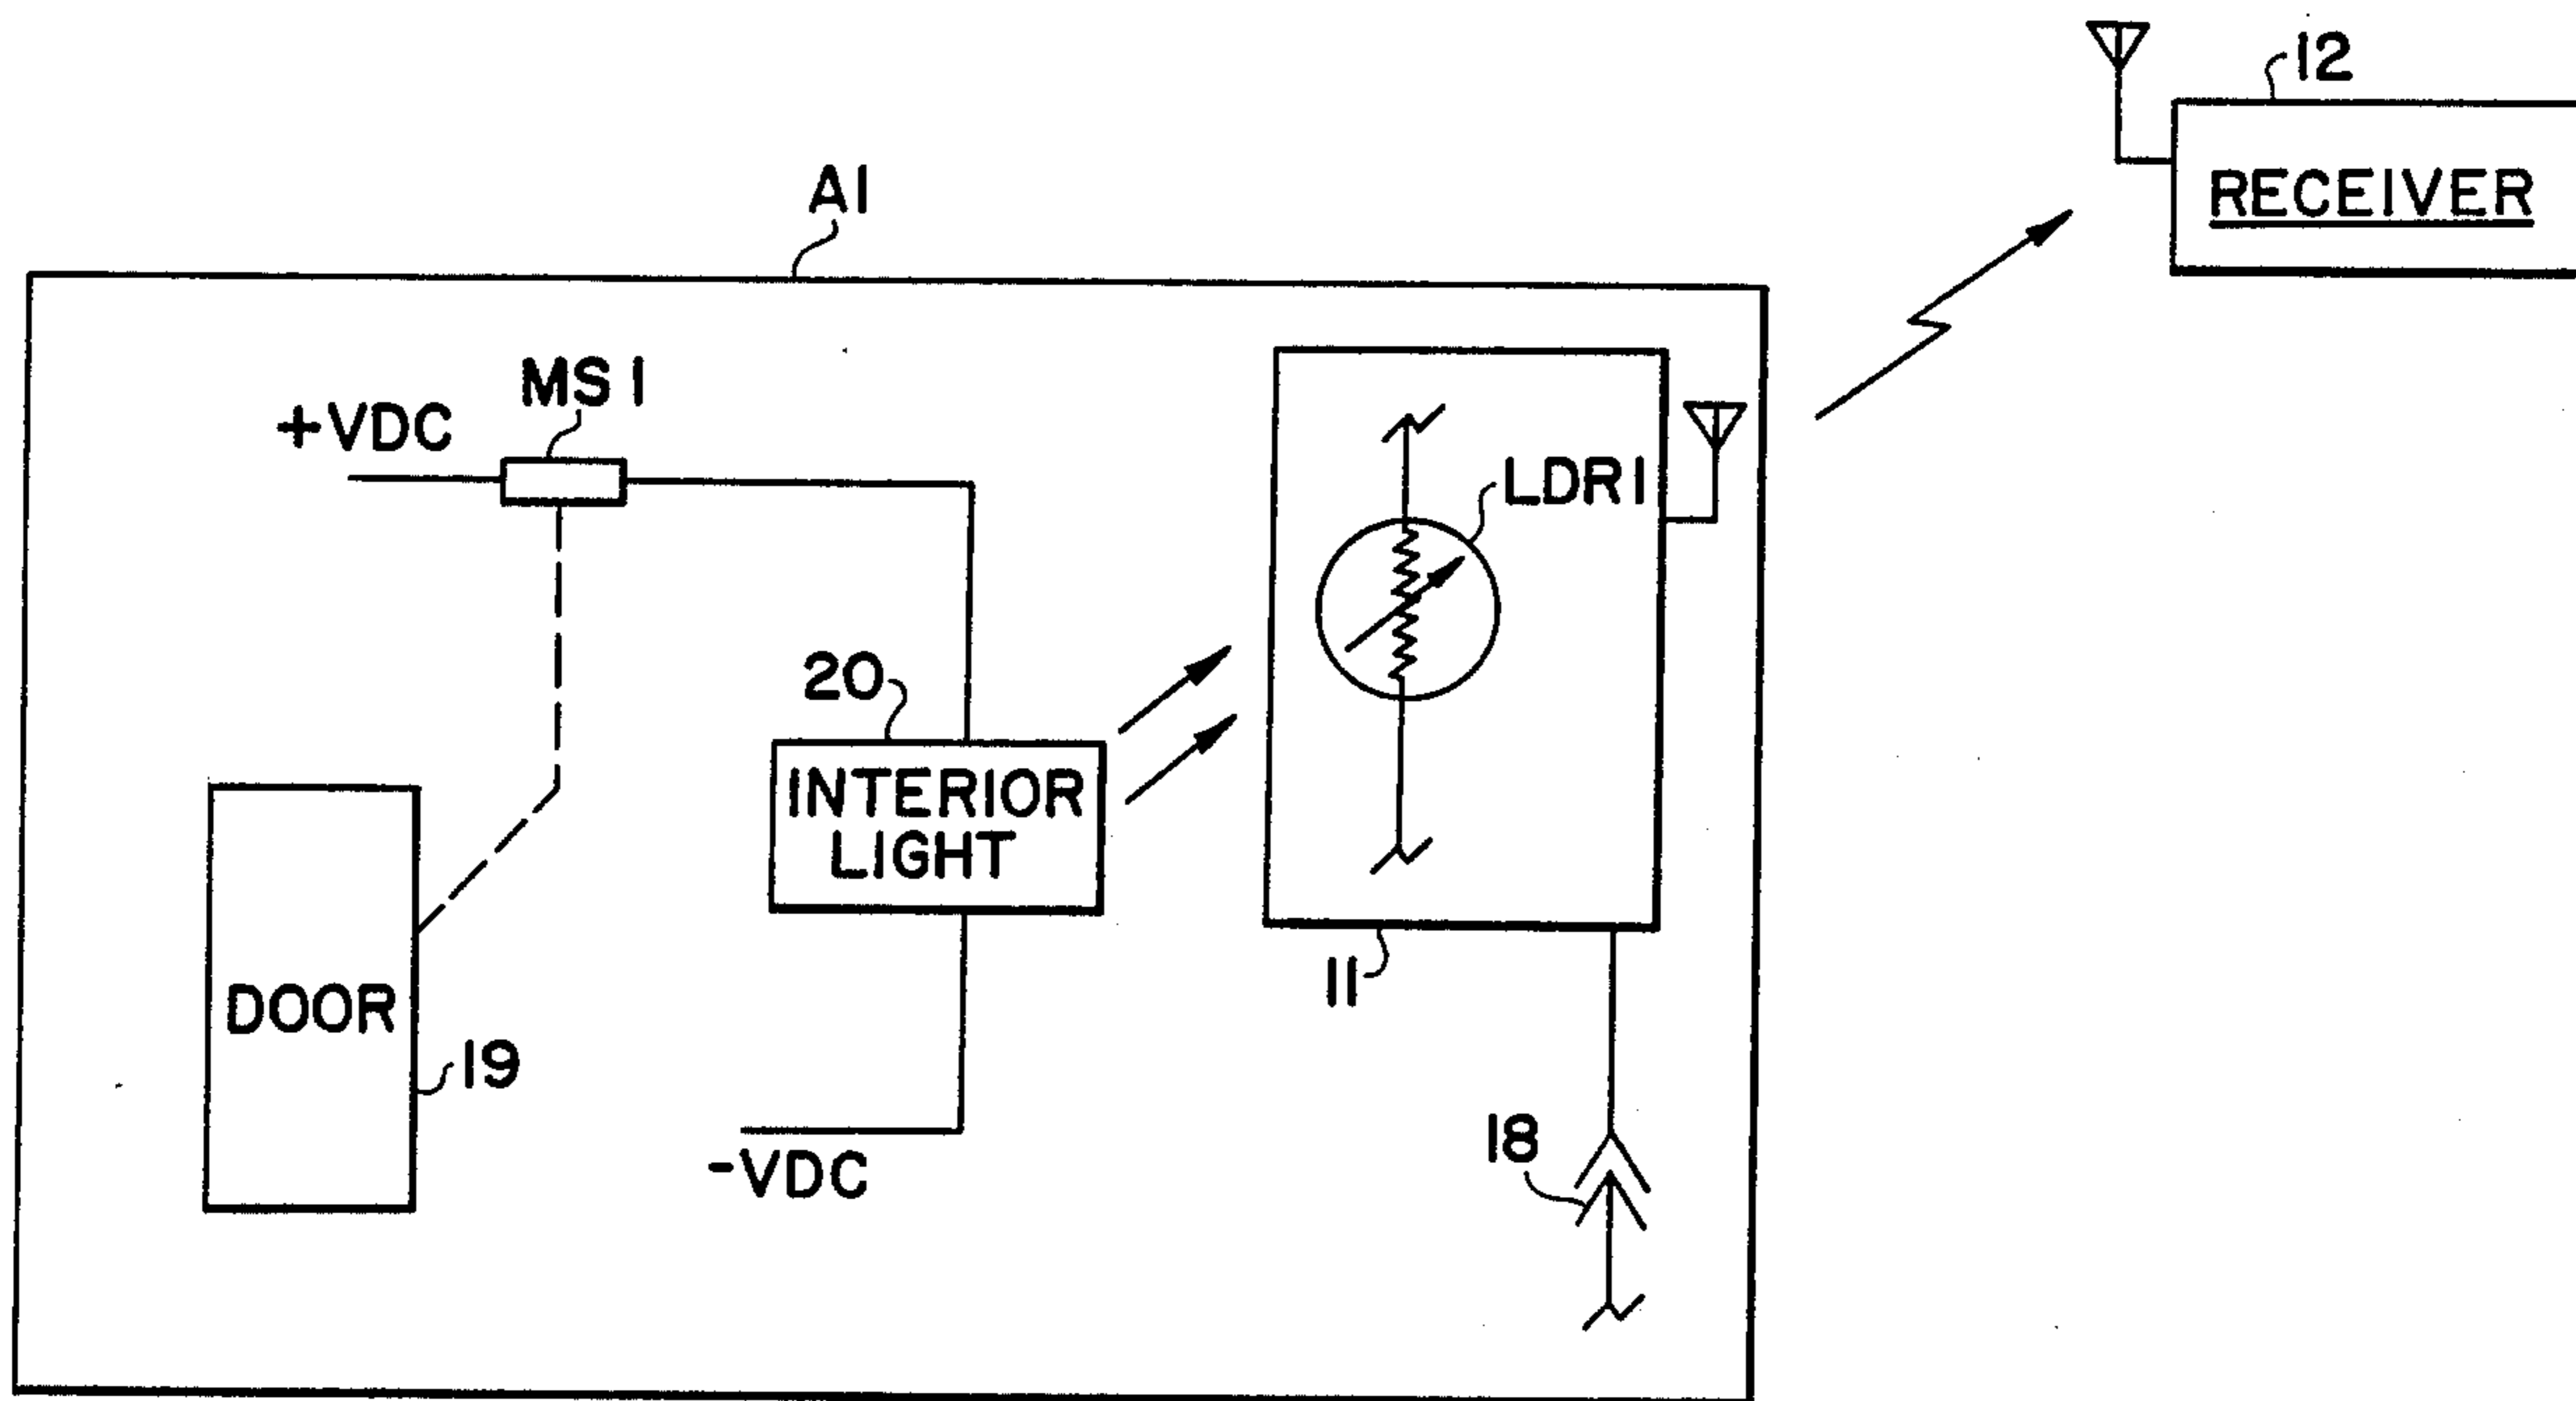 12
RECEIVER
A1
MS 1
+VDC
LDR1
20
INTERIOR
LIGHT
11
DOOR
19
18
-VDC